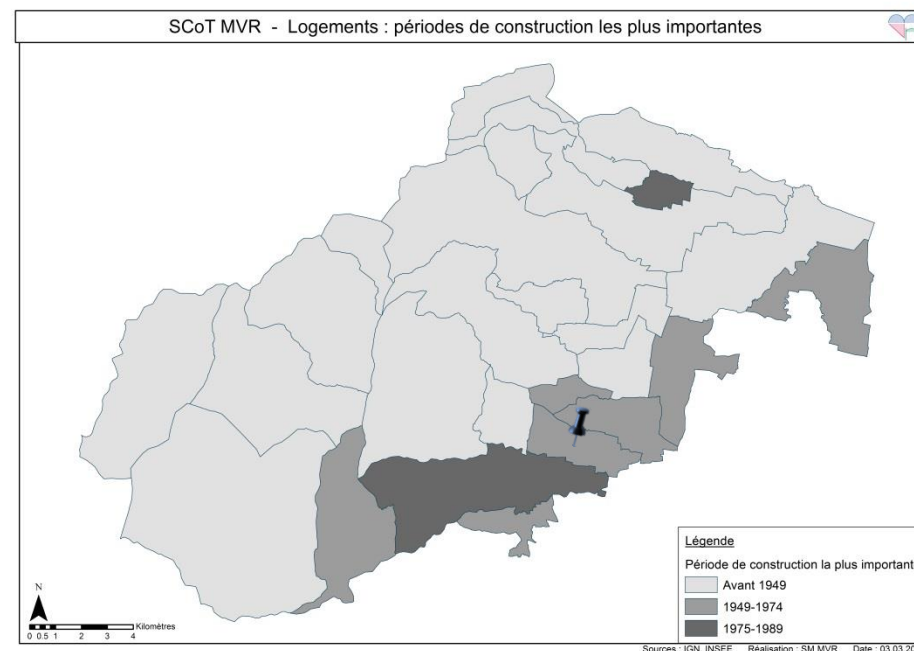 SCoT MVR - Logements : périodes de construction les plus importantes
N
0 0.5 1 2 3 4 Kilomètres
Légende
Période de construction la plus important
Avant 1949
1949-1974
1975-1989
Sources : IGN, INSEE Réalisation : SM MVR Date : 03.03.20